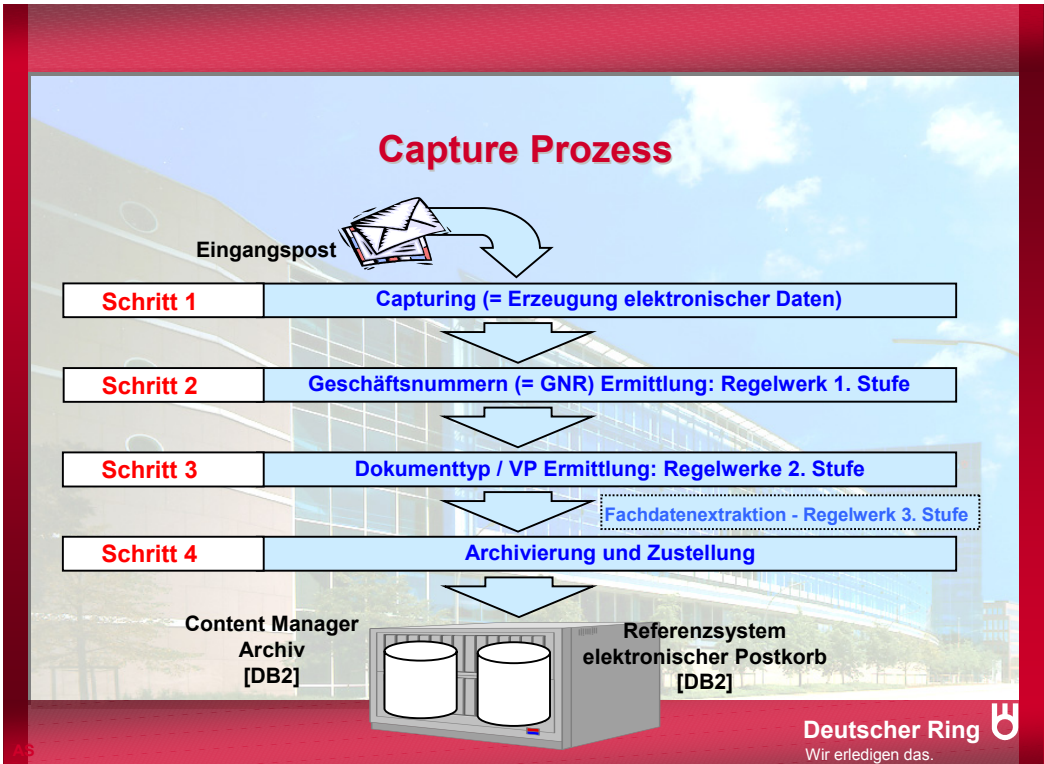 Capture Prozess
Eingangspost
Schritt 1
Capturing (= Erzeugung elektronischer Daten)
Schritt 2
Geschäftsnummern (= GNR) Ermittlung: Regelwerk 1. Stufe
Schritt 3
Dokumenttyp / VP Ermittlung: Regelwerke 2. Stufe
Fachdatenextraktion - Regelwerk 3. Stufe
Schritt 4
Archivierung und Zustellung
Content Manager
Archiv
[DB2]
Referenzsystem
elektronischer Postkorb
[DB2]
AS
Deutscher Ring
Wir erledigen das.